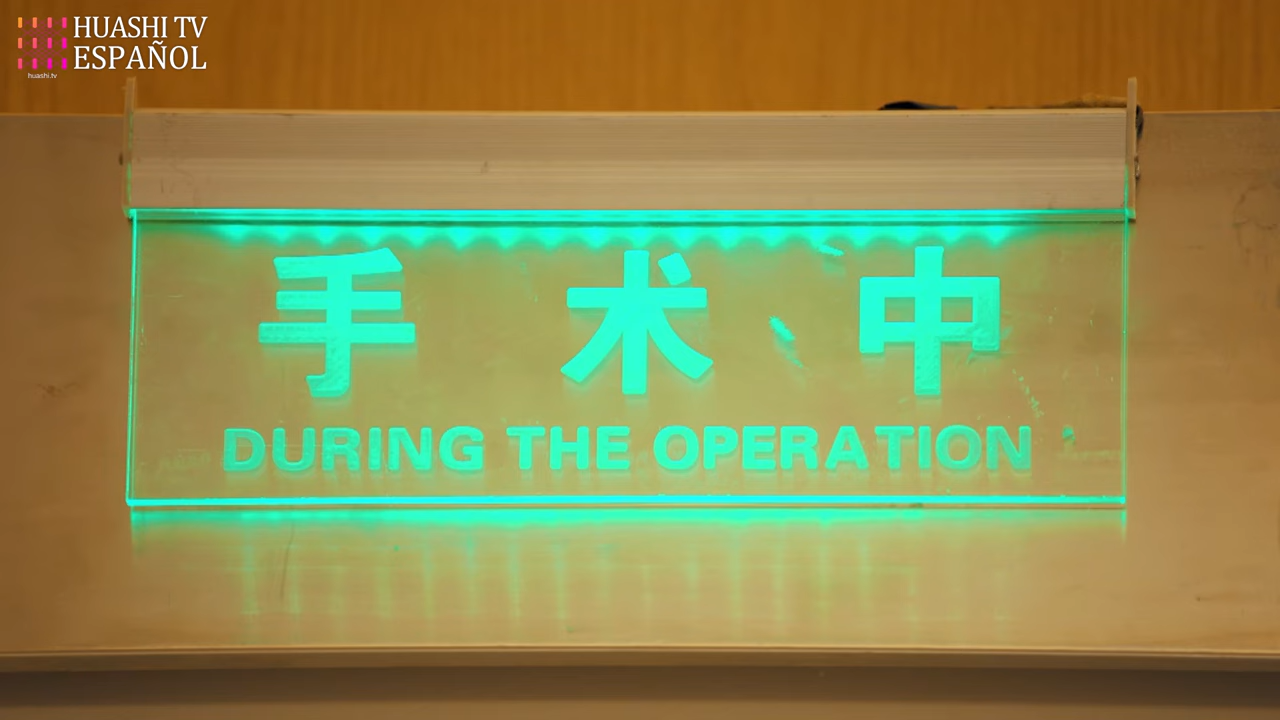 HUASHI TV
ESPAÑOL
huashi.tv
手术中
DURING THE OPERATION